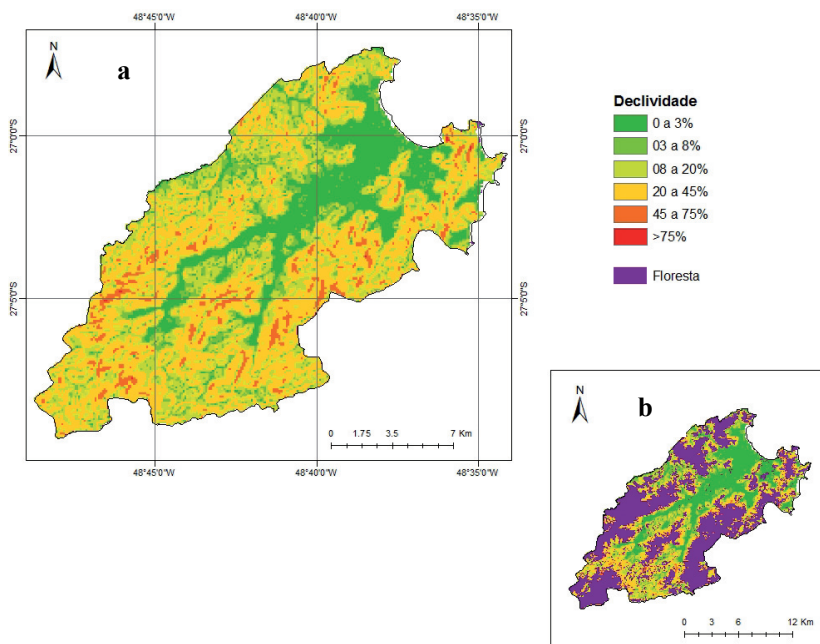 48°45'0"W 48°40'0"W 48°35'0"W
N
a
27°0'0"S 27°0'0"S
27°5'0"S 27°5'0"S
0 1.75 3.5 7 Km
48°45'0"W 48°40'0"W 48°35'0"W
Declividade
0 a 3%
03 a 8%
08 a 20%
20 a 45%
45 a 75%
>75%
Floresta
N
b
0 3 6 12 Km